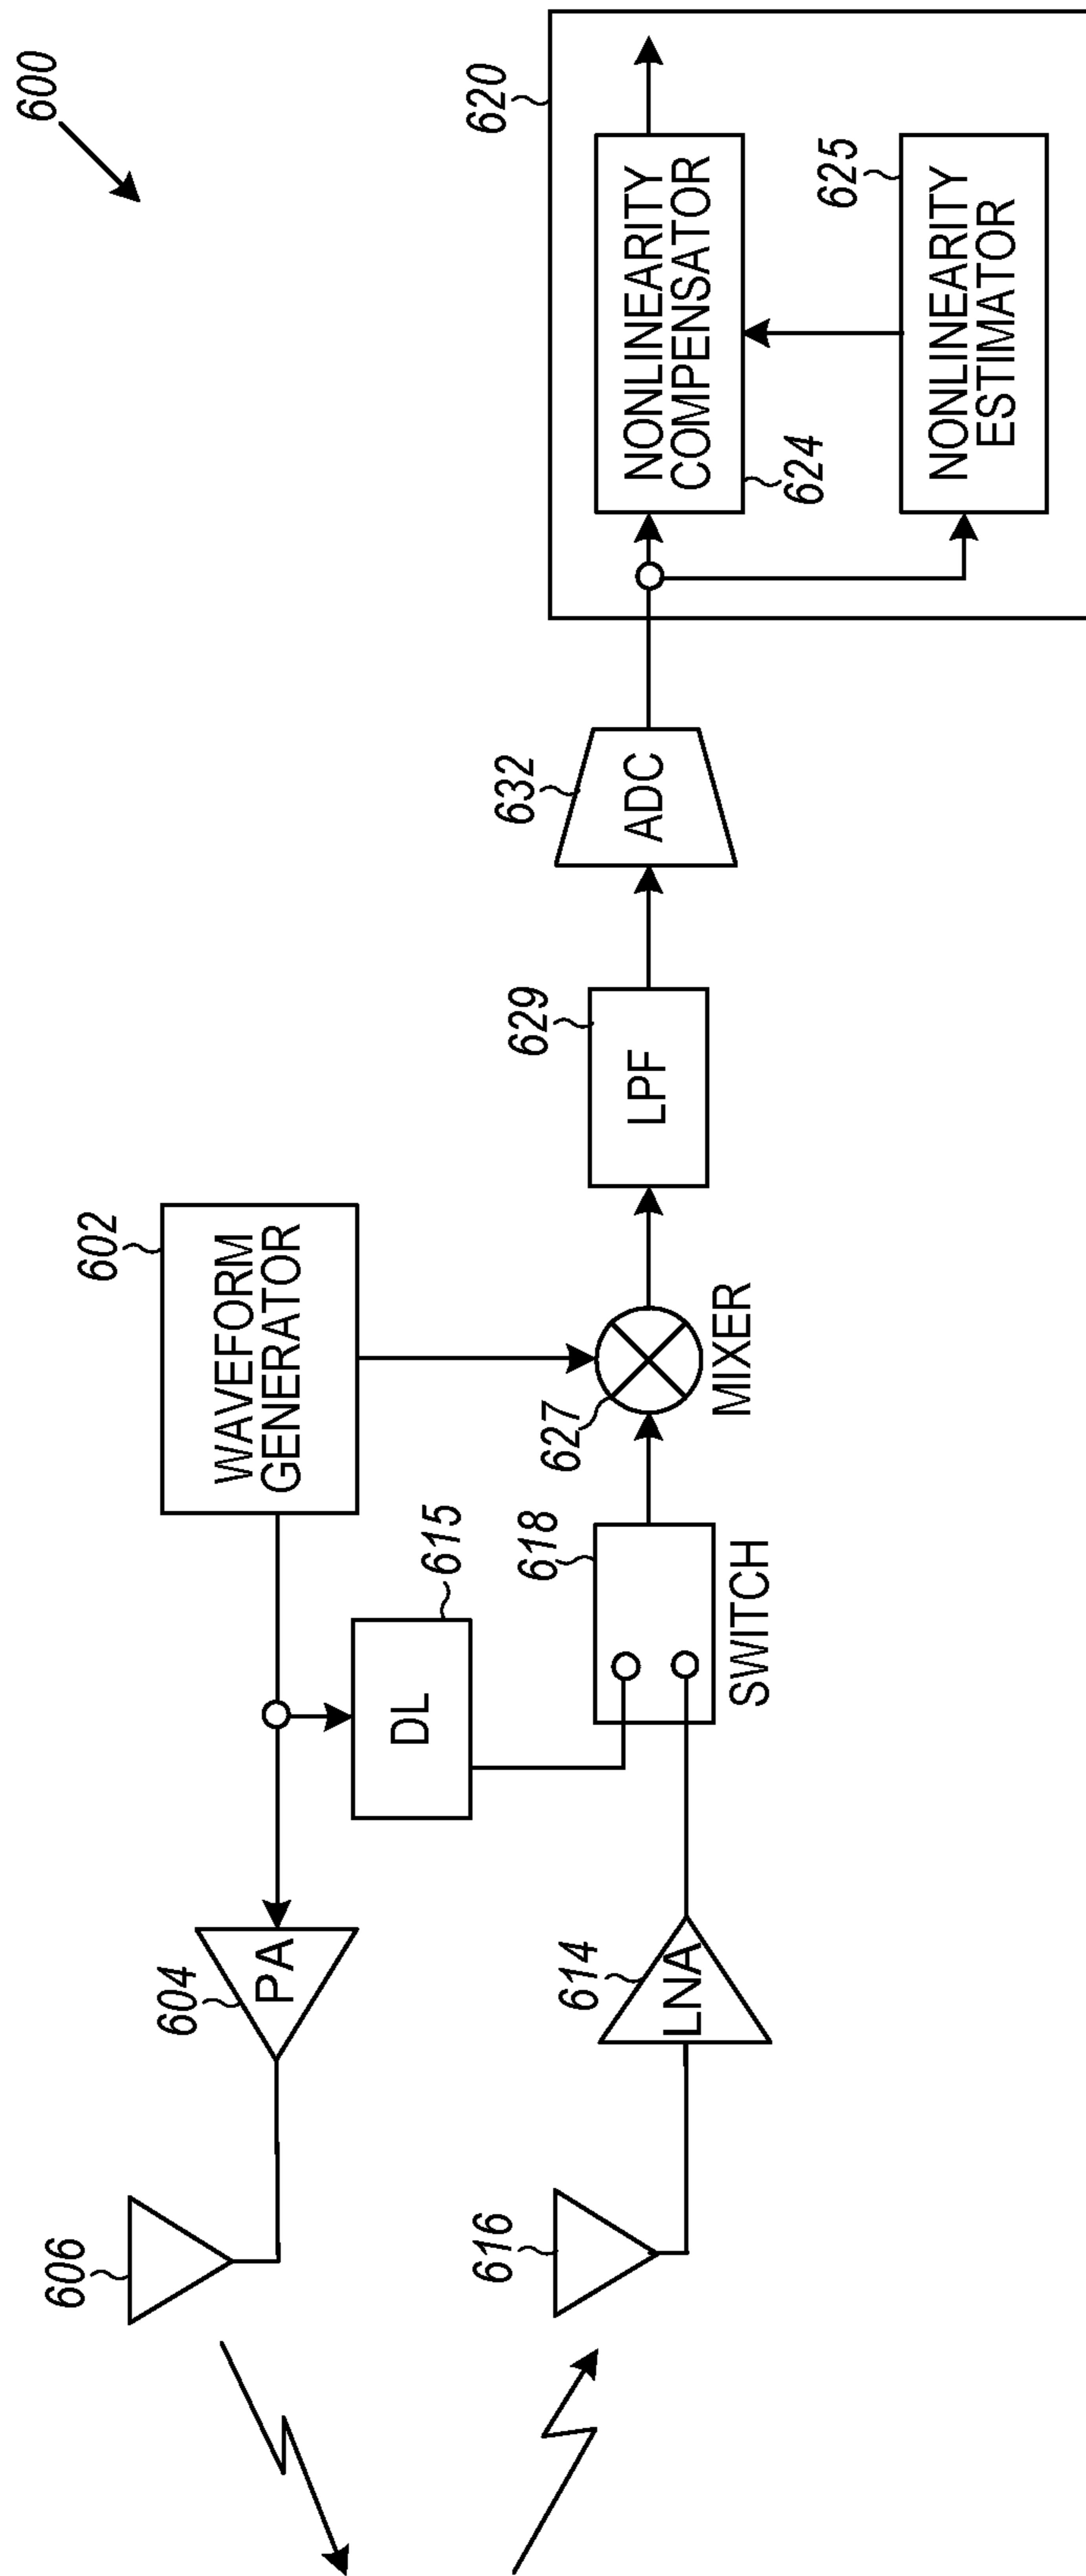 600
606
604
PA
602
WAVEFORM
GENERATOR
615
DL
616
614
LNA
618
SWITCH
627
MIXER
629
LPF
632
ADC
620
NONLINEARITY
COMPENSATOR
624
625
NONLINEARITY
ESTIMATOR